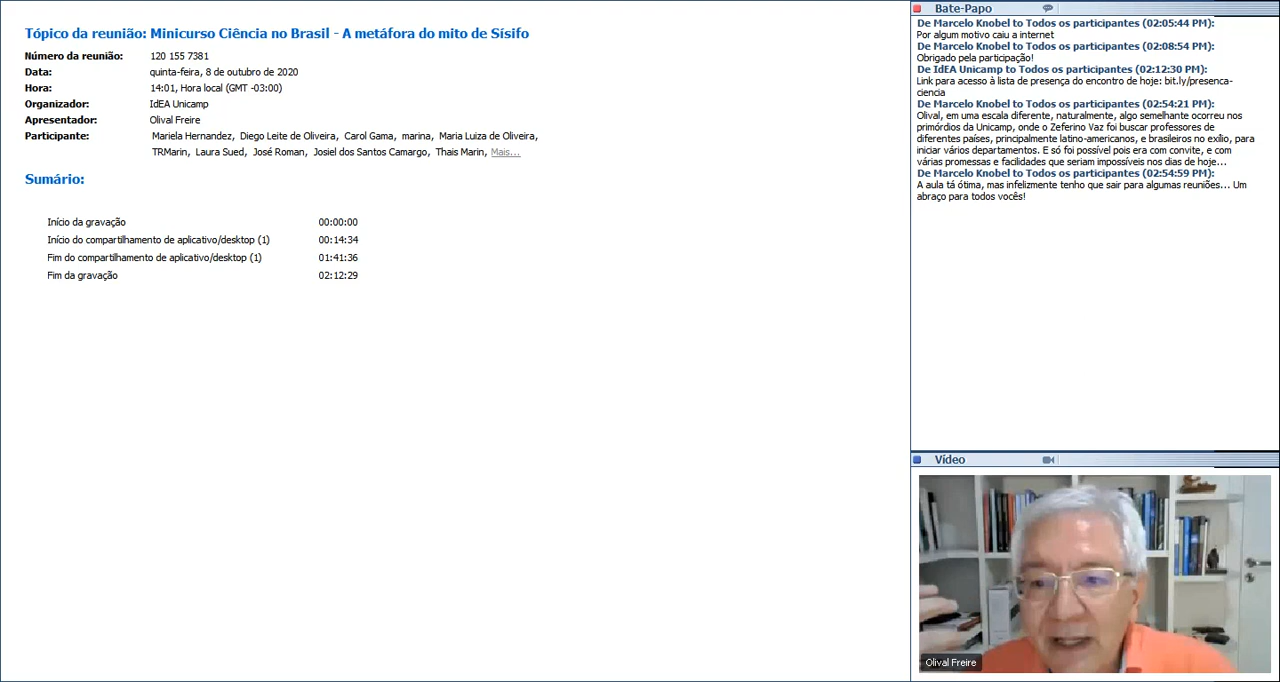 Tópico da reunião: Minicurso Ciência no Brasil - A metáfora do mito de Sísifo
Número da reunião: 120 155 7381
Data: quinta-feira, 8 de outubro de 2020
Hora: 14:01, Hora local (GMT -03:00)
Organizador: IdEA Unicamp
Apresentador: Olival Freire
Participante: Mariela Hernandez, Diego Leite de Oliveira, Carol Gama, marina, Maria Luiza de Oliveira,
TRMarin, Laura Sued, José Roman, Josiel dos Santos Camargo, Thais Marin, Mais...
Sumário:
Início da gravação 00:00:00
Início do compartilhamento de aplicativo/desktop (1) 00:14:34
Fim do compartilhamento de aplicativo/desktop (1) 01:41:36
Fim da gravação 02:12:29
Bate-Papo
De Marcelo Knobel to Todos os participantes (02:05:44 PM):
Por algum motivo caiu a internet
De Marcelo Knobel to Todos os participantes (02:08:54 PM):
Obrigado pela participação!
De IdEA Unicamp to Todos os participantes (02:12:30 PM):
Link para acesso à lista de presença do encontro de hoje: bit.ly/presenca-
ciencia
De Marcelo Knobel to Todos os participantes (02:54:21 PM):
Olival, em uma escala diferente, naturalmente, algo semelhante ocorreu nos
primórdios da Unicamp, onde o Zeferino Vaz foi buscar professores de
diferentes países, principalmente latino-americanos, e brasileiros no exílio, para
iniciar vários departamentos. E só foi possível pois era com convite, e com
várias promessas e facilidades que seriam impossíveis nos dias de hoje...
De Marcelo Knobel to Todos os participantes (02:54:59 PM):
A aula tá ótima, mas infelizmente tenho que sair para algumas reuniões... Um
abraço para todos vocês!
Vídeo
Olival Freire